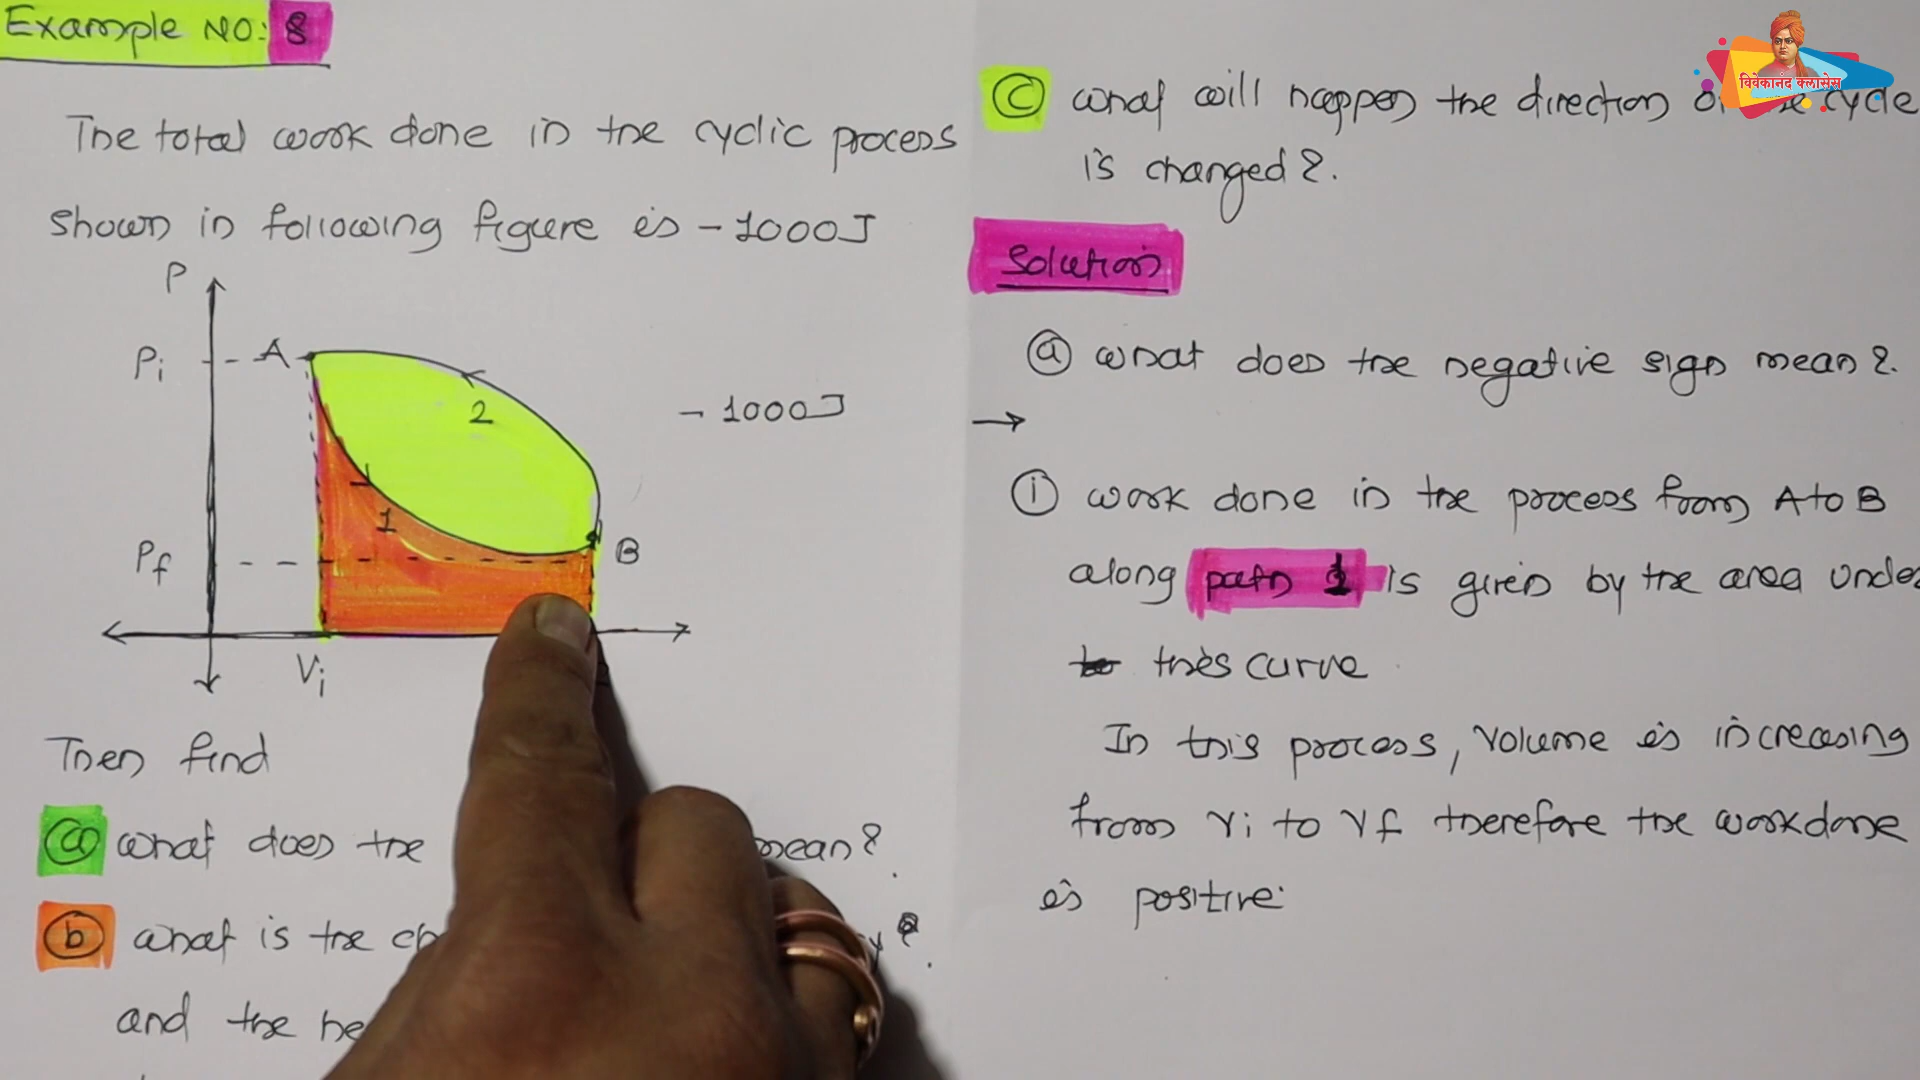 Example NO: 8
The total work done in the cyclic process
shown in following figure is - 1000J
P
Pi
A
2
- 1000J
1
Pf
B
Vi
Then find
(a) what does the mean?
(b) what is the
and the
विवेकानंद क्लासेस
(c) what will happen the direction cycle
is changed?.
Solution
(a) what does the negative sign mean?.
→
(i) work done in the process from A to B
along path 1 is given by the area under
this curve
In this process, volume is increasing
from Vi to Vf therefore the workdone
is positive.